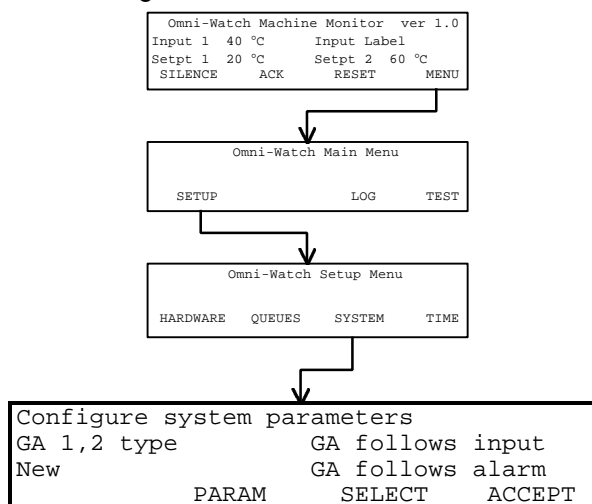 Omni-Watch Machine Monitor ver 1.0
Input 1 40 °C Input Label
Setpt 1 20 °C Setpt 2 60 °C
SILENCE ACK RESET MENU
Omni-Watch Main Menu
SETUP LOG TEST
Omni-Watch Setup Menu
HARDWARE QUEUES SYSTEM TIME
Configure system parameters
GA 1,2 type GA follows input
New GA follows alarm
PARAM SELECT ACCEPT